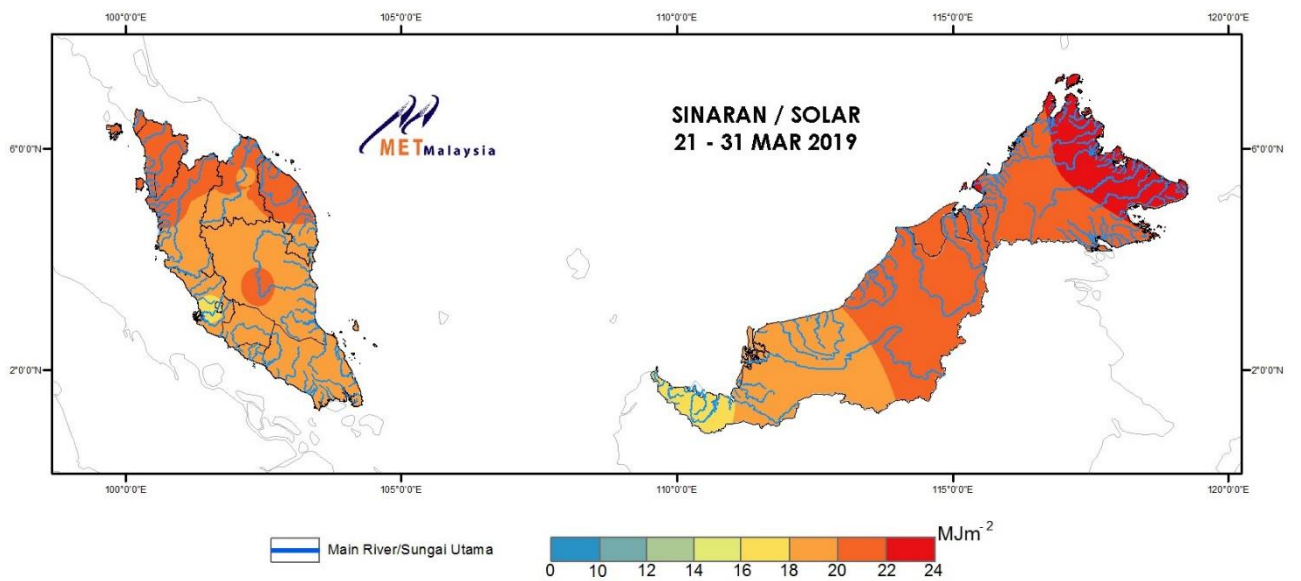 100°0'0"E
105°0'0"E
110°0'0"E
115°0'0"E
120°0'0"E
METMalaysia
SINARAN / SOLAR
21 - 31 MAR 2019
6°0'0"N
6°0'0"N
2°0'0"N
2°0'0"N
100°0'0"E
105°0'0"E
110°0'0"E
115°0'0"E
120°0'0"E
Main River/Sungai Utama
MJm-2
0 10 12 14 16 18 20 22 24